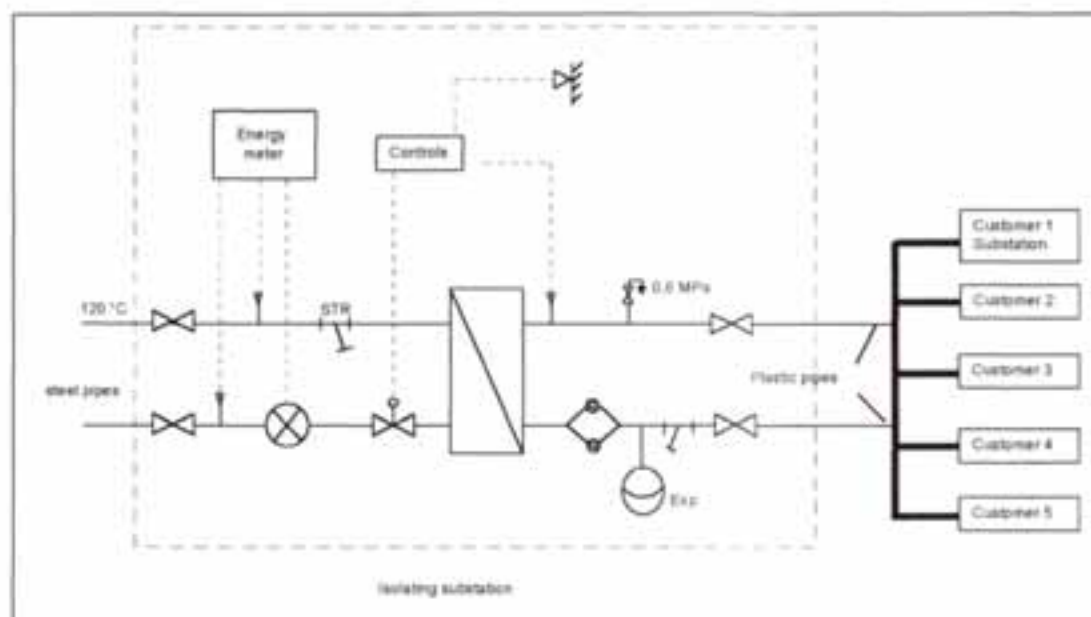 Energy
meter
Controls
120 °C
STR
0,6 MPa
Customer 1
Substation
Customer 2
steel pipes
Plastic pipes
Customer 3
Customer 4
Exp
Customer 5
Isolating substation